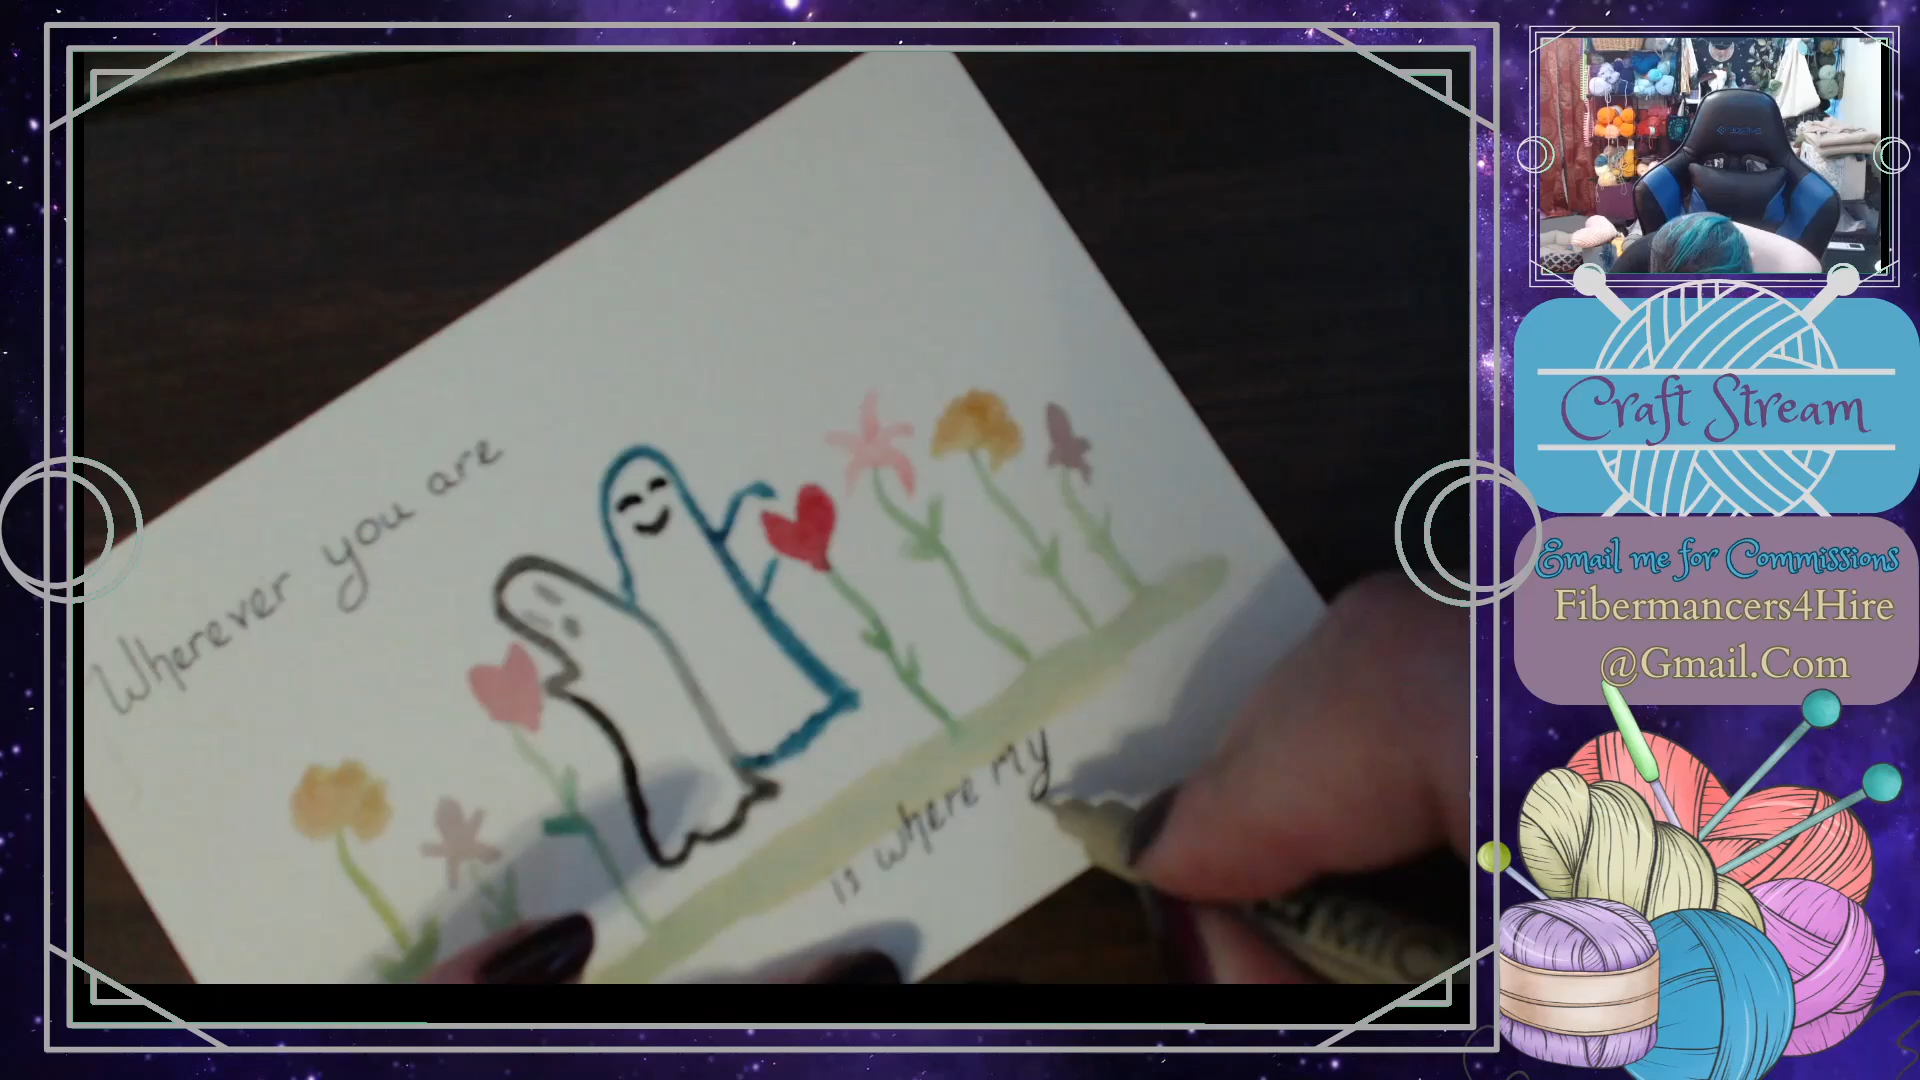 Wherever you are
is where my
Craft Stream
Email me for Commissions
Fibermancers4Hire
@Gmail.Com